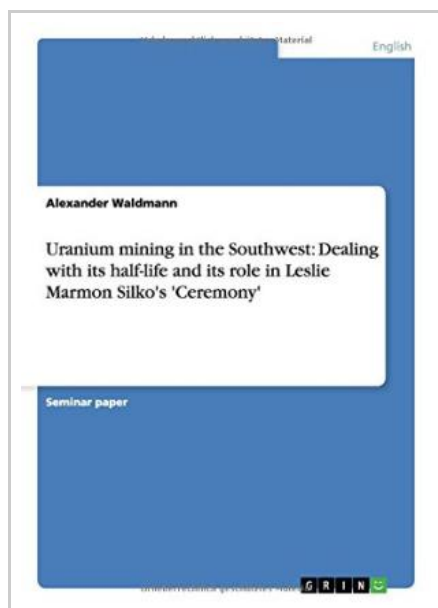 English
Alexander Waldmann
Uranium mining in the Southwest: Dealing
with its half-life and its role in Leslie
Marmon Silko's 'Ceremony'
Seminar paper
GRIN